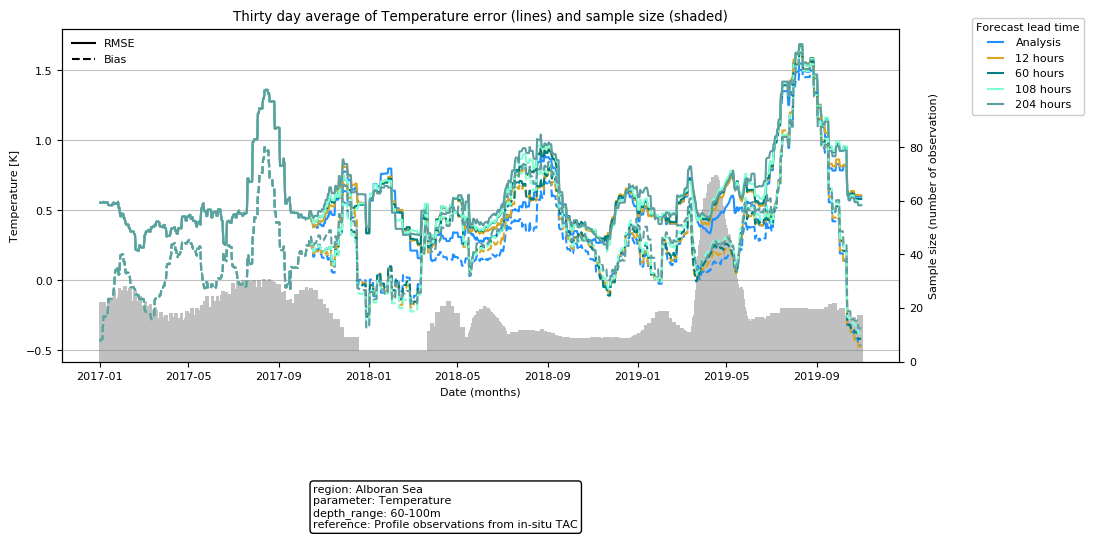 Thirty day average of Temperature error (lines) and sample size (shaded)
RMSE
Bias
Forecast lead time
Analysis
12 hours
60 hours
108 hours
204 hours
Temperature [K]
1.5
1.0
0.5
0.0
−0.5
Sample size (number of observation)
80
60
40
20
0
2017-01 2017-05 2017-09 2018-01 2018-05 2018-09 2019-01 2019-05 2019-09
Date (months)
region: Alboran Sea
parameter: Temperature
depth_range: 60-100m
reference: Profile observations from in-situ TAC